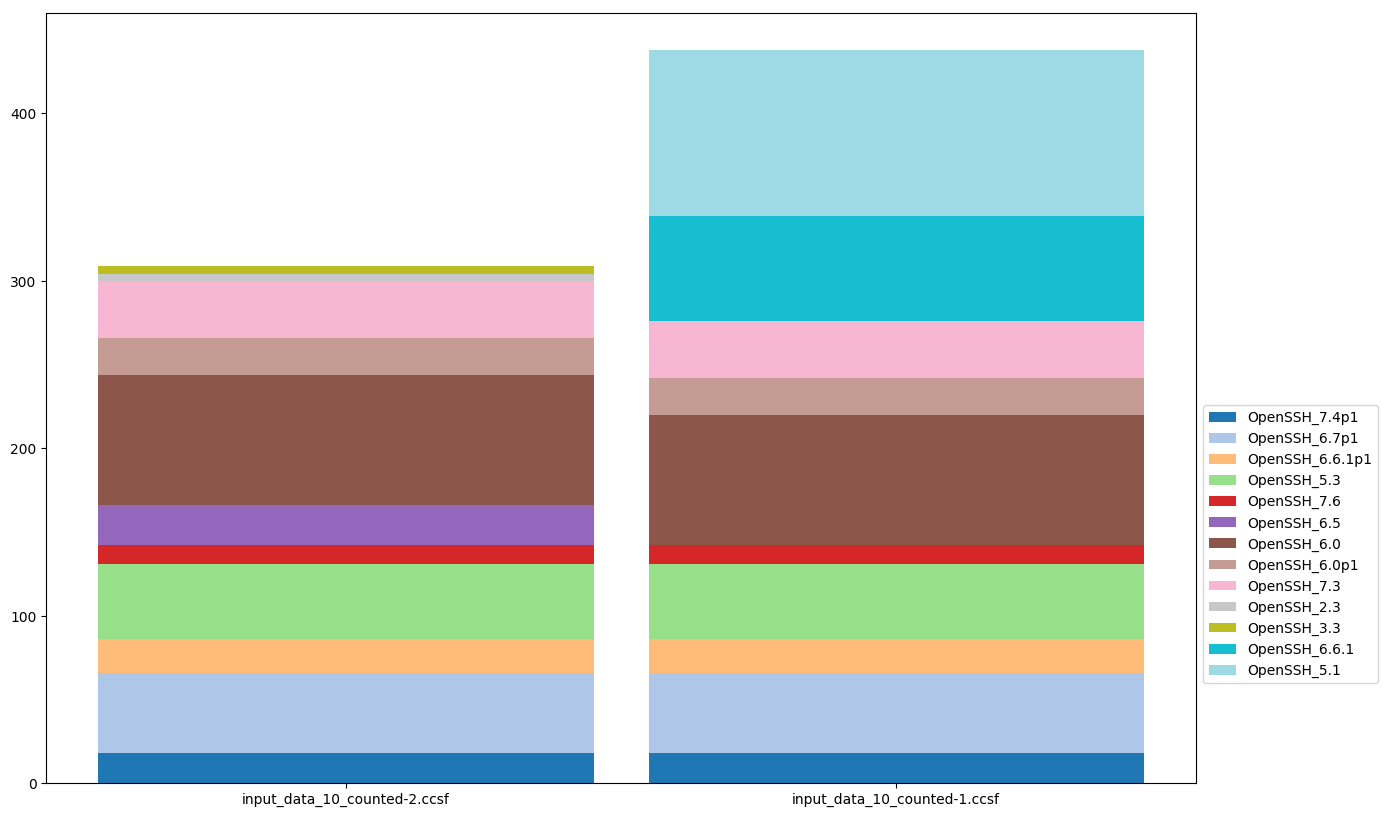 400
300
200
100
0
input_data_10_counted-2.ccsf
input_data_10_counted-1.ccsf
OpenSSH_7.4p1
OpenSSH_6.7p1
OpenSSH_6.6.1p1
OpenSSH_5.3
OpenSSH_7.6
OpenSSH_6.5
OpenSSH_6.0
OpenSSH_6.0p1
OpenSSH_7.3
OpenSSH_2.3
OpenSSH_3.3
OpenSSH_6.6.1
OpenSSH_5.1